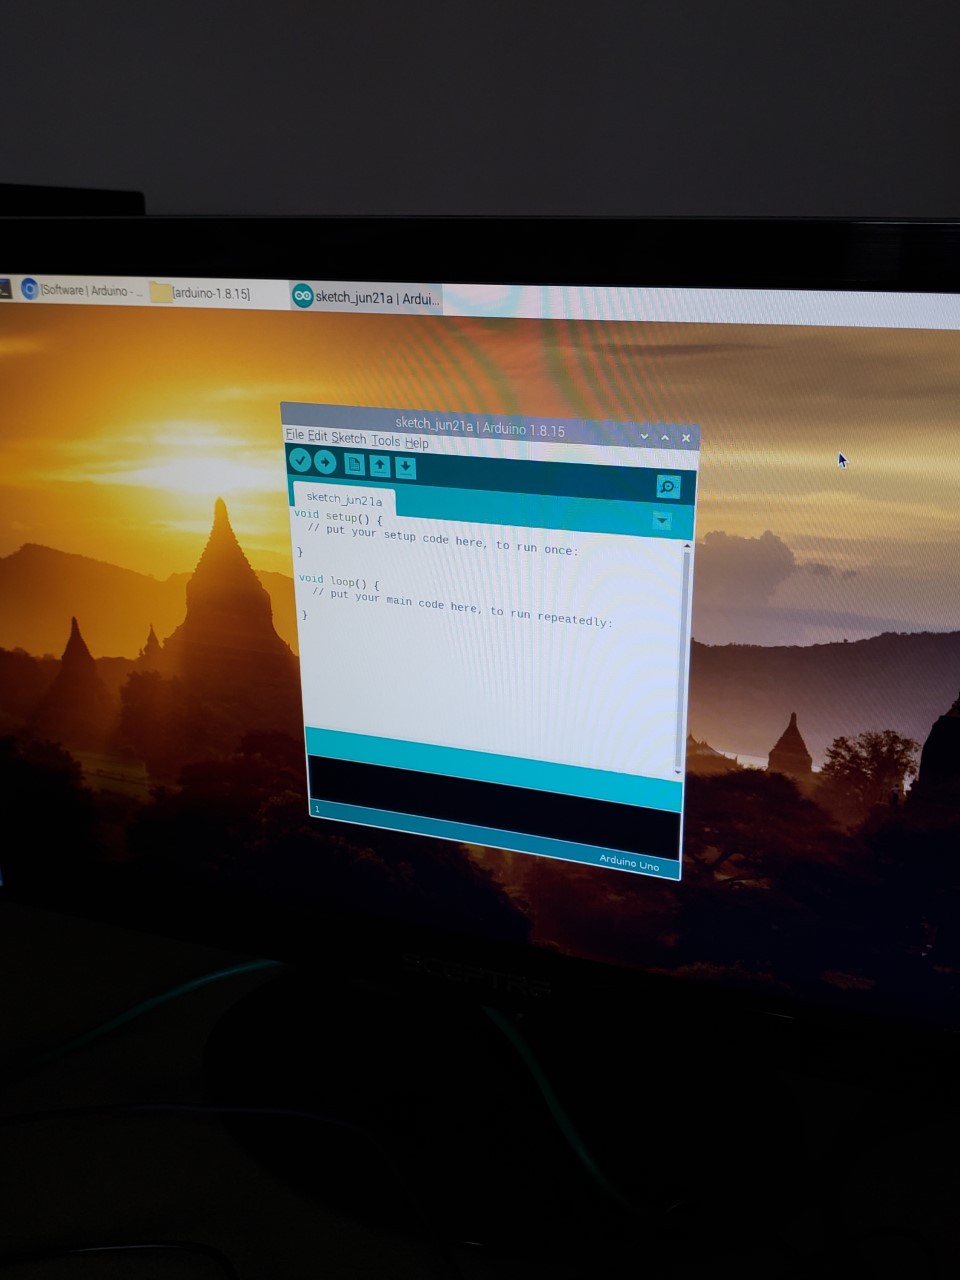 [Software | Arduino - ...
[arduino-1.8.15]
sketch_jun21a | Ardui...
sketch_jun21a | Arduino 1.8.15
File Edit Sketch Tools Help
sketch_jun21a
void setup() {
// put your setup code here, to run once:
}
void loop() {
// put your main code here, to run repeatedly:
}
1
Arduino Uno
SCEPTRE